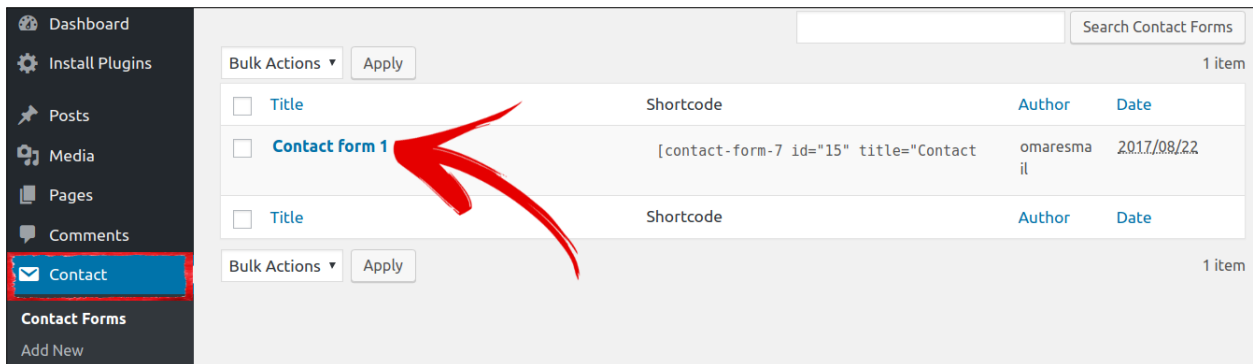 Dashboard
Install Plugins
Posts
Media
Pages
Comments
Contact
Contact Forms
Add New
Search Contact Forms
Bulk Actions Apply 1 item
Title Shortcode Author Date
Contact form 1 [contact-form-7 id="15" title="Contact omaresma 2017/08/22
il
Title Shortcode Author Date
Bulk Actions Apply 1 item